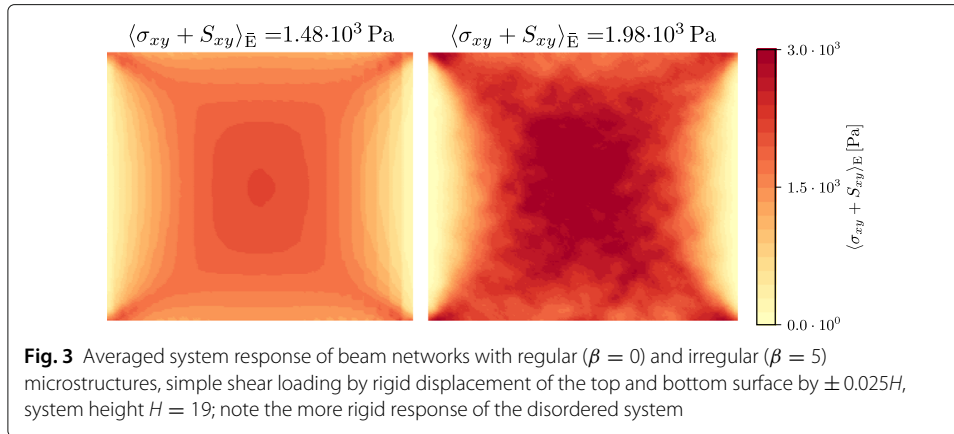 ⟨σxy + Sxy⟩Ē =1.48·10³ Pa
⟨σxy + Sxy⟩Ē =1.98·10³ Pa
3.0 · 10³
1.5 · 10³
0.0 · 10⁰
⟨σxy + Sxy⟩E [Pa]
Fig. 3 Averaged system response of beam networks with regular (β = 0) and irregular (β = 5)
microstructures, simple shear loading by rigid displacement of the top and bottom surface by ± 0.025H,
system height H = 19; note the more rigid response of the disordered system